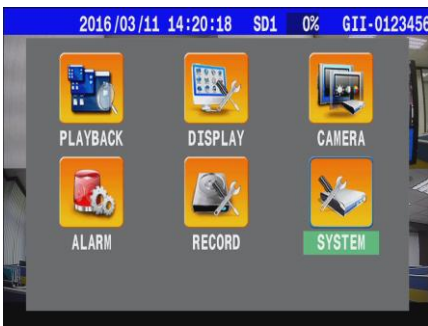 2016/03/11 14:20:18 SD1 0% GII-0123456
PLAYBACK DISPLAY CAMERA
ALARM RECORD SYSTEM